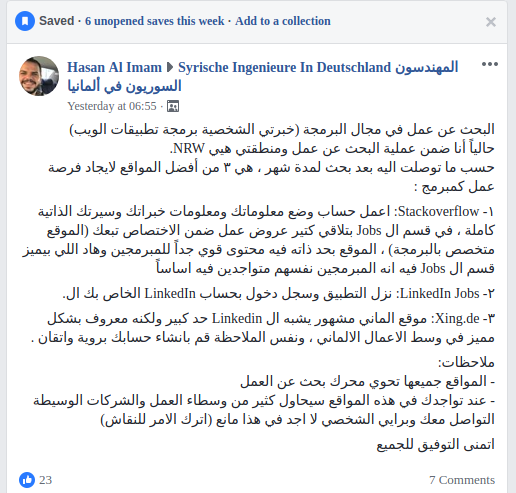 Saved · 6 unopened saves this week · Add to a collection
Hasan Al Imam ▸ Syrische Ingenieure In Deutschland المهندسون
السوريون في ألمانيا
Yesterday at 06:55 ·
البحث عن عمل في مجال البرمجة (خبرتي الشخصية برمجة تطبيقات الويب)
حالياً أنا ضمن عملية البحث عن عمل ومنطقتي هيي NRW.
حسب ما توصلت اليه بعد بحث لمدة شهر ، هي ٣ من أفضل المواقع لايجاد فرصة
عمل كمبرمج :
١- Stackoverflow: اعمل حساب وضع معلوماتك ومعلومات خبراتك وسيرتك الذاتية
كاملة ، في قسم ال Jobs بتلاقي كتير عروض عمل ضمن الاختصاص تبعك (الموقع
متخصص بالبرمجة) ، الموقع بحد ذاته فيه محتوى قوي جداً للمبرمجين وهاد اللي بيميز
قسم ال Jobs فيه انه المبرمجين نفسهم متواجدين فيه اساساً
٢- LinkedIn Jobs: نزل التطبيق وسجل دخول بحساب LinkedIn الخاص بك ال.
٣- Xing.de: موقع الماني مشهور يشبه ال Linkedin حد كبير ولكنه معروف بشكل
مميز في وسط الاعمال الالماني ، ونفس الملاحظة قم بانشاء حسابك بروية واتقان .
ملاحظات:
- المواقع جميعها تحوي محرك بحث عن العمل
- عند تواجدك في هذه المواقع سيحاول كثير من وسطاء العمل والشركات الوسيطة
التواصل معك وبرايي الشخصي لا اجد في هذا مانع (اترك الامر للنقاش)
اتمنى التوفيق للجميع
23
7 Comments